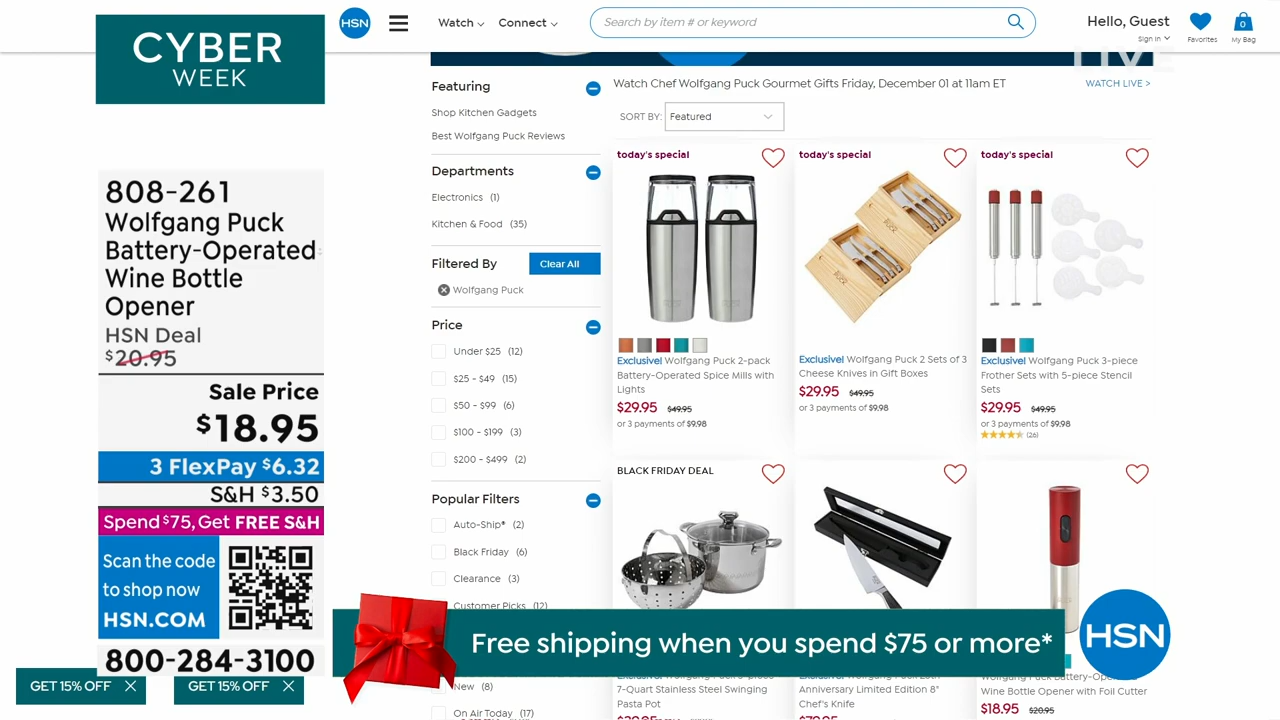 CYBER
WEEK
808-261
Wolfgang Puck
Battery-Operated
Wine Bottle
Opener
HSN Deal
$20.95
Sale Price
$18.95
3 FlexPay $6.32
S&H $3.50
Spend $75, Get FREE S&H
Scan the code
to shop now
HSN.COM
800-284-3100
GET 15% OFF
GET 15% OFF
HSN
Watch
Connect
Search by item # or keyword
Hello, Guest
Sign in
Favorites
0
My Bag
LIVE
Featuring
Shop Kitchen Gadgets
Best Wolfgang Puck Reviews
Departments
Electronics (1)
Kitchen & Food (35)
Filtered By
Clear All
Wolfgang Puck
Price
Under $25 (12)
$25 - $49 (15)
$50 - $99 (6)
$100 - $199 (3)
$200 - $499 (2)
Popular Filters
Auto-Ship® (2)
Black Friday (6)
Clearance (3)
Customer Picks (12)
New (8)
On Air Today (17)
Watch Chef Wolfgang Puck Gourmet Gifts Friday, December 01 at 11am ET
WATCH LIVE >
SORT BY:
Featured
today's special
Exclusive! Wolfgang Puck 2-pack
Battery-Operated Spice Mills with
Lights
$29.95 $49.95
or 3 payments of $9.98
today's special
Exclusive! Wolfgang Puck 2 Sets of 3
Cheese Knives in Gift Boxes
$29.95 $49.95
or 3 payments of $9.98
today's special
Exclusive! Wolfgang Puck 3-piece
Frother Sets with 5-piece Stencil
Sets
$29.95 $49.95
or 3 payments of $9.98
(26)
BLACK FRIDAY DEAL
7-Quart Stainless Steel Swinging
Pasta Pot
Anniversary Limited Edition 8"
Chef's Knife
Wolfgang Puck Battery-Operated
Wine Bottle Opener with Foil Cutter
$18.95 $20.95
Free shipping when you spend $75 or more*
HSN